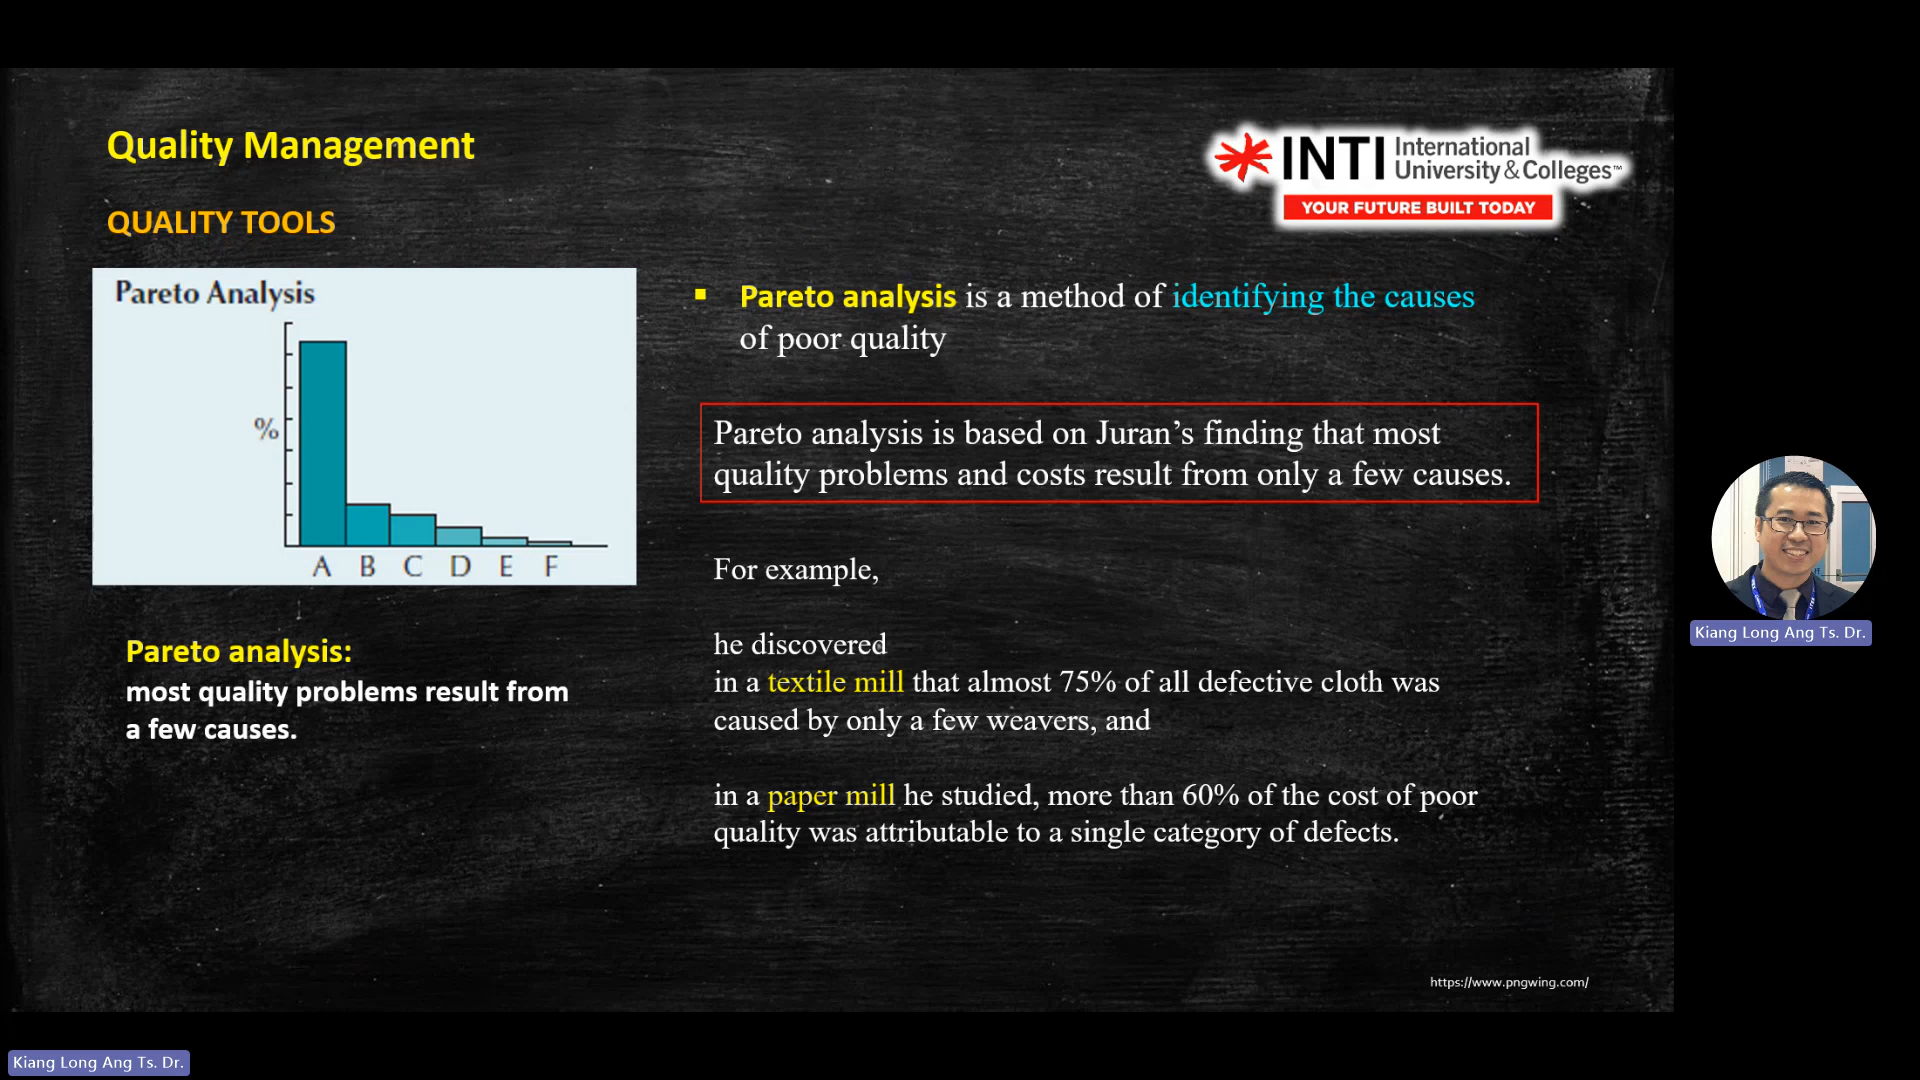 Quality Management
QUALITY TOOLS
INTI International
University & Colleges™
YOUR FUTURE BUILT TODAY
Pareto Analysis
%
A B C D E F
Pareto analysis:
most quality problems result from
a few causes.
▪ Pareto analysis is a method of identifying the causes
of poor quality
Pareto analysis is based on Juran’s finding that most
quality problems and costs result from only a few causes.
For example,
he discovered
in a textile mill that almost 75% of all defective cloth was
caused by only a few weavers, and
in a paper mill he studied, more than 60% of the cost of poor
quality was attributable to a single category of defects.
https://www.pngwing.com/
Kiang Long Ang Ts. Dr.
Kiang Long Ang Ts. Dr.